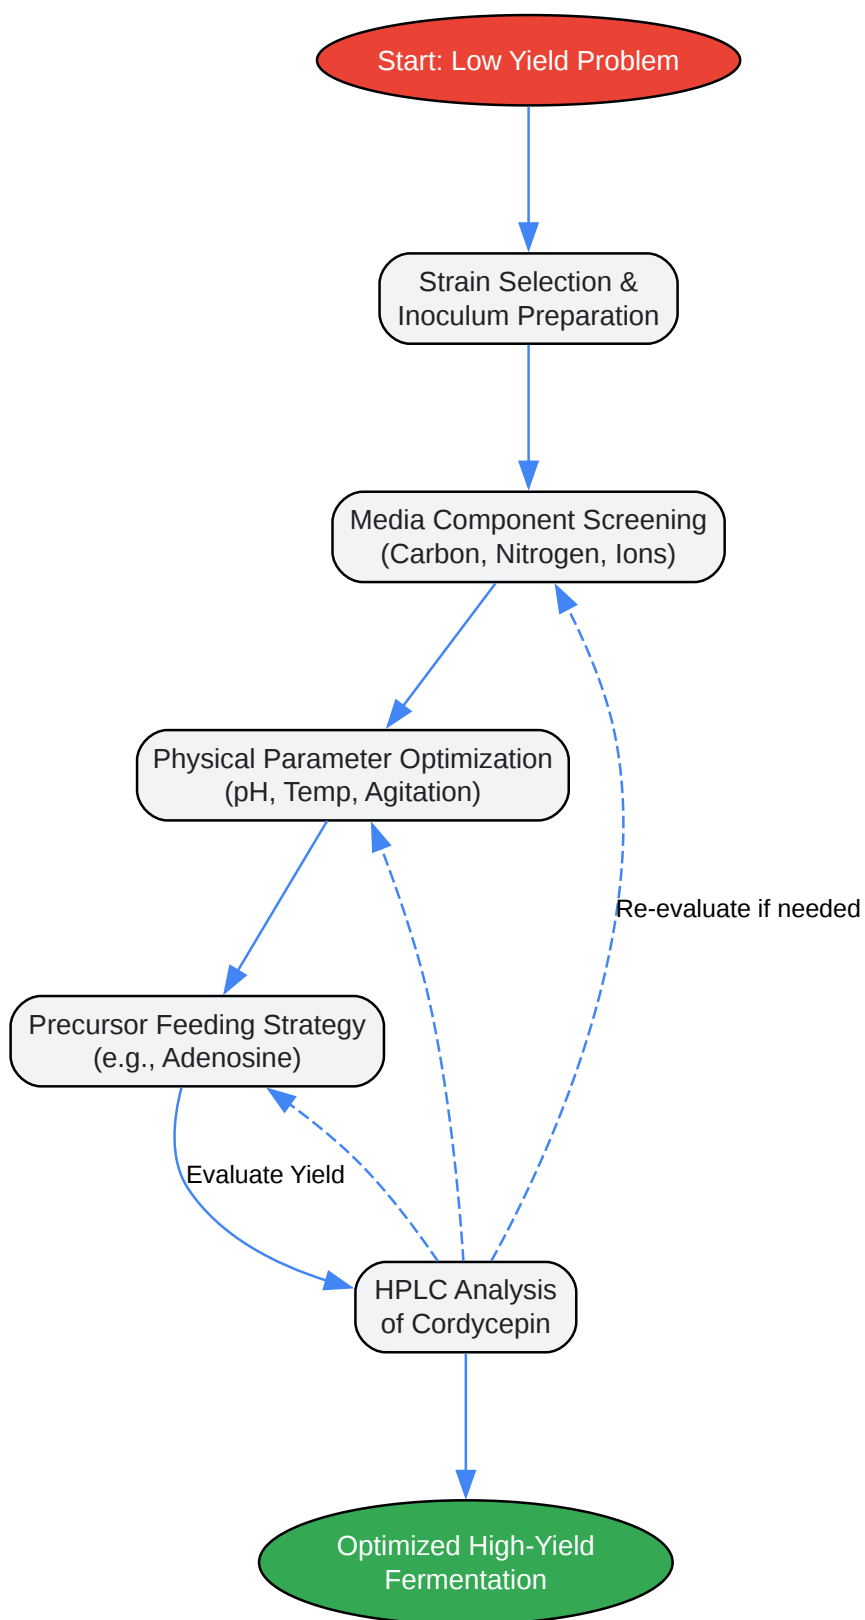 Start: Low Yield Problem
Strain Selection &
Inoculum Preparation
Media Component Screening
(Carbon, Nitrogen, Ions)
Physical Parameter Optimization
(pH, Temp, Agitation)
Re-evaluate if needed
Precursor Feeding Strategy
(e.g., Adenosine)
Evaluate Yield
HPLC Analysis
of Cordycepin
Optimized High-Yield
Fermentation